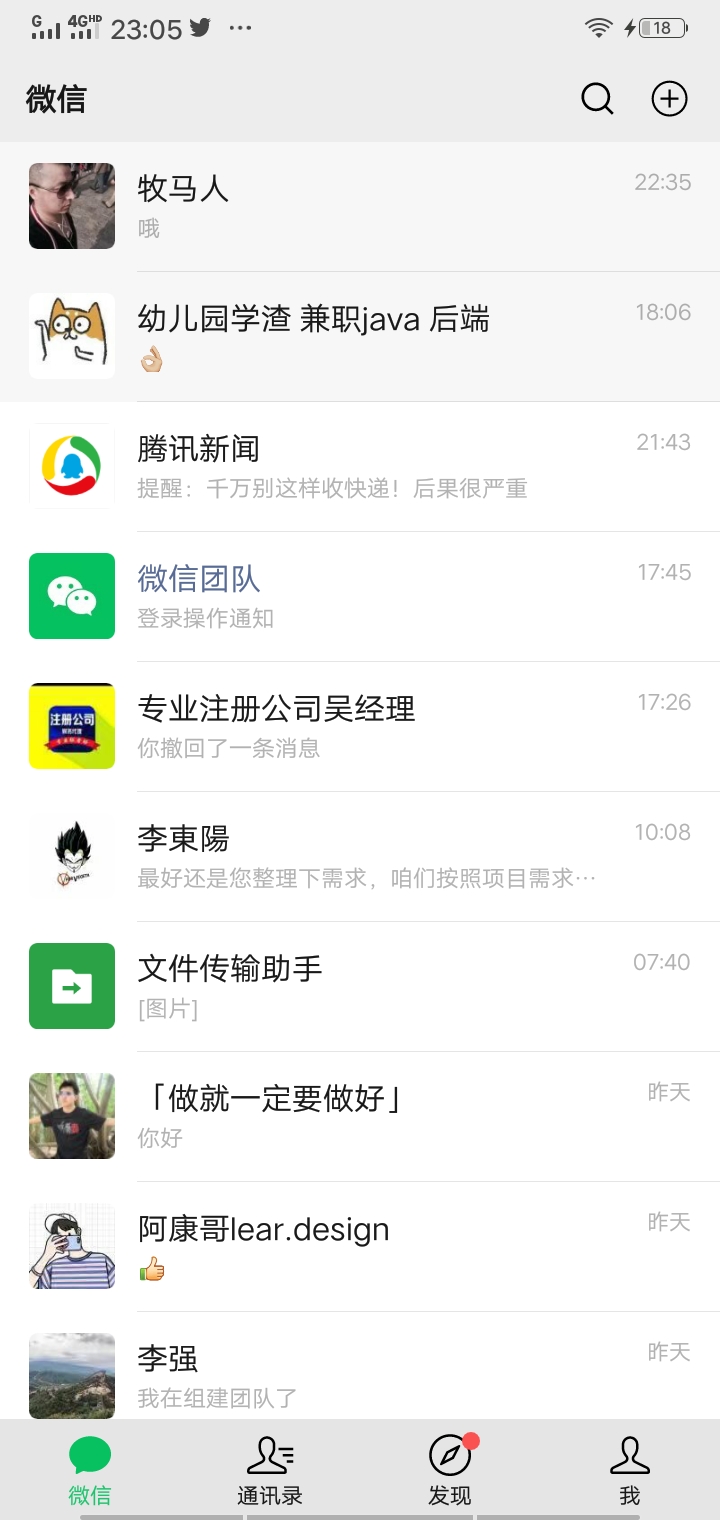 G 4GHD 23:05 ··· 18
微信
牧马人 22:35
哦
幼儿园学渣 兼职java 后端 18:06
👌🏼
腾讯新闻 21:43
提醒：千万别这样收快递！后果很严重
微信团队 17:45
登录操作通知
注册公司
专业注册公司吴经理 17:26
你撤回了一条消息
李東陽 10:08
最好还是您整理下需求，咱们按照项目需求···
文件传输助手 07:40
[图片]
「做就一定要做好」 昨天
你好
阿康哥lear.design 昨天
👍
李强 昨天
我在组建团队了
微信 通讯录 发现 我